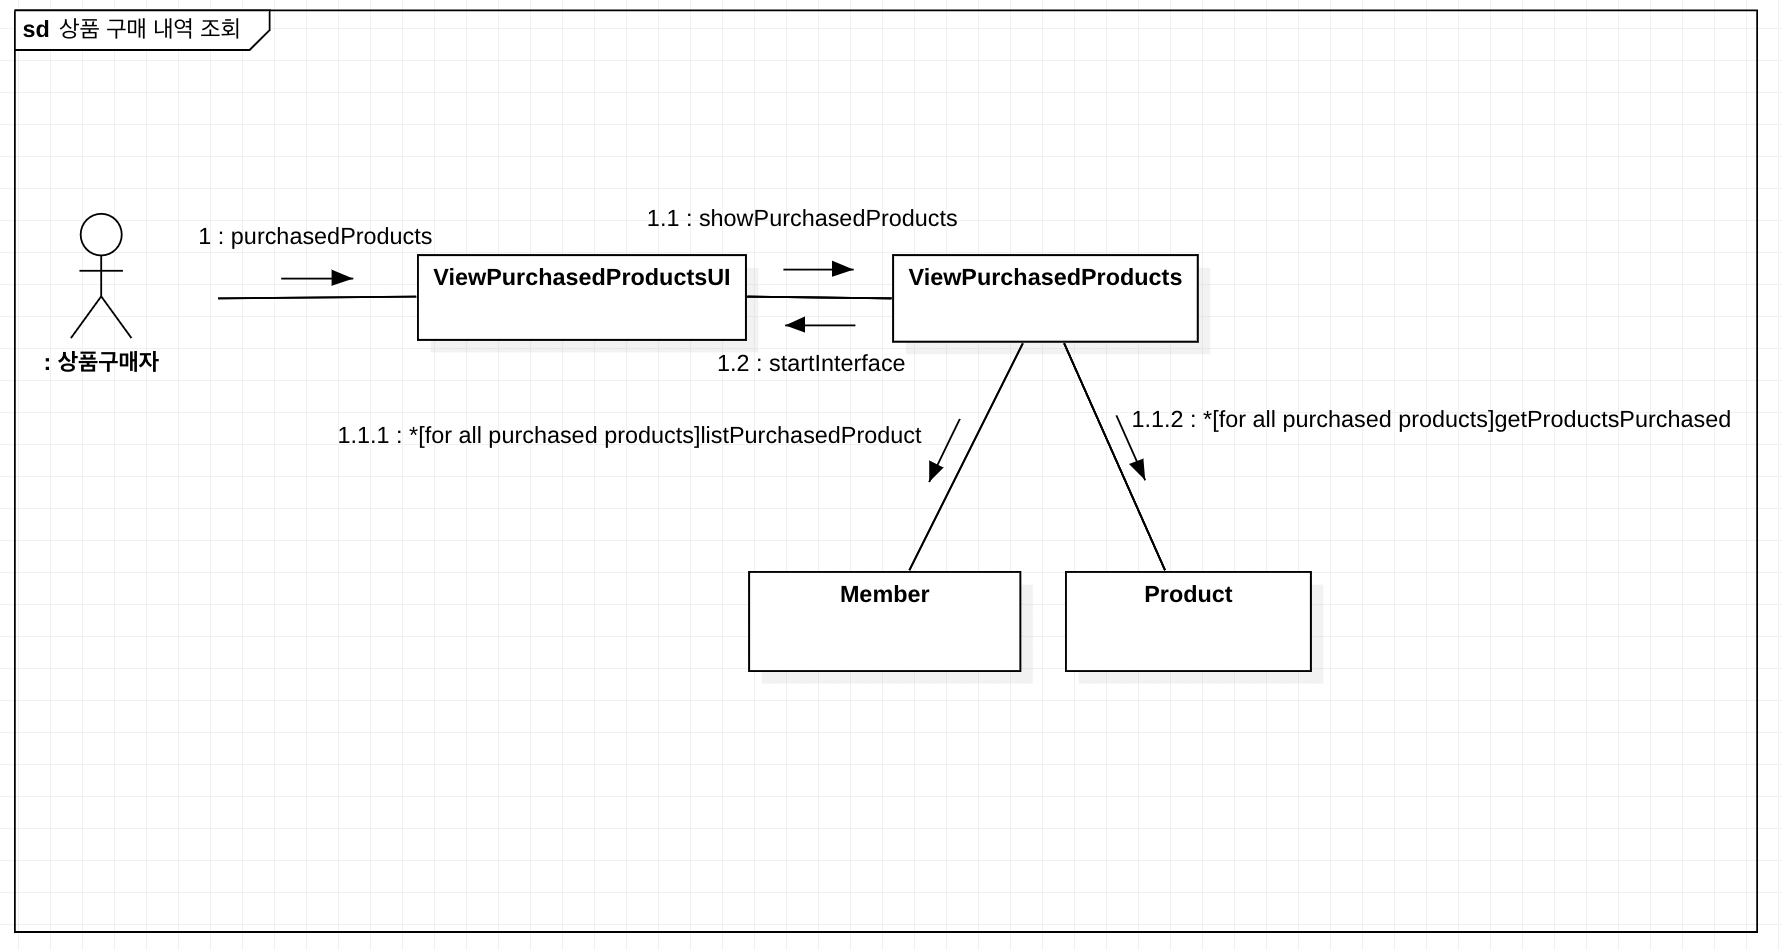 sd 상품 구매 내역 조회
1 : purchasedProducts
1.1 : showPurchasedProducts
ViewPurchasedProductsUI
ViewPurchasedProducts
: 상품구매자
1.2 : startInterface
1.1.1 : *[for all purchased products]listPurchasedProduct
1.1.2 : *[for all purchased products]getProductsPurchased
Member
Product